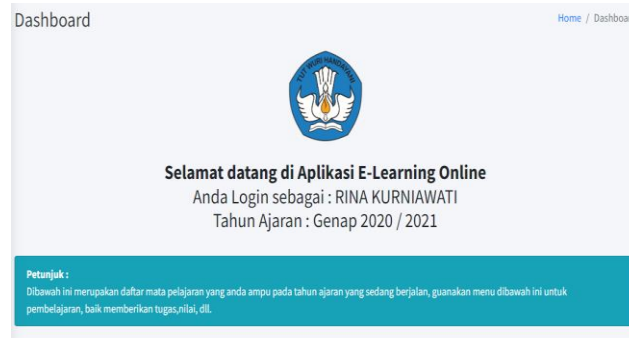 Dashboard
Home / Dashboa
TUT WURI HANDAYANI
Selamat datang di Aplikasi E-Learning Online
Anda Login sebagai : RINA KURNIAWATI
Tahun Ajaran : Genap 2020 / 2021
Petunjuk :
Dibawah ini merupakan daftar mata pelajaran yang anda ampu pada tahun ajaran yang sedang berjalan, guanakan menu dibawah ini untuk
pembelajaran, baik memberikan tugas,nilai, dll.